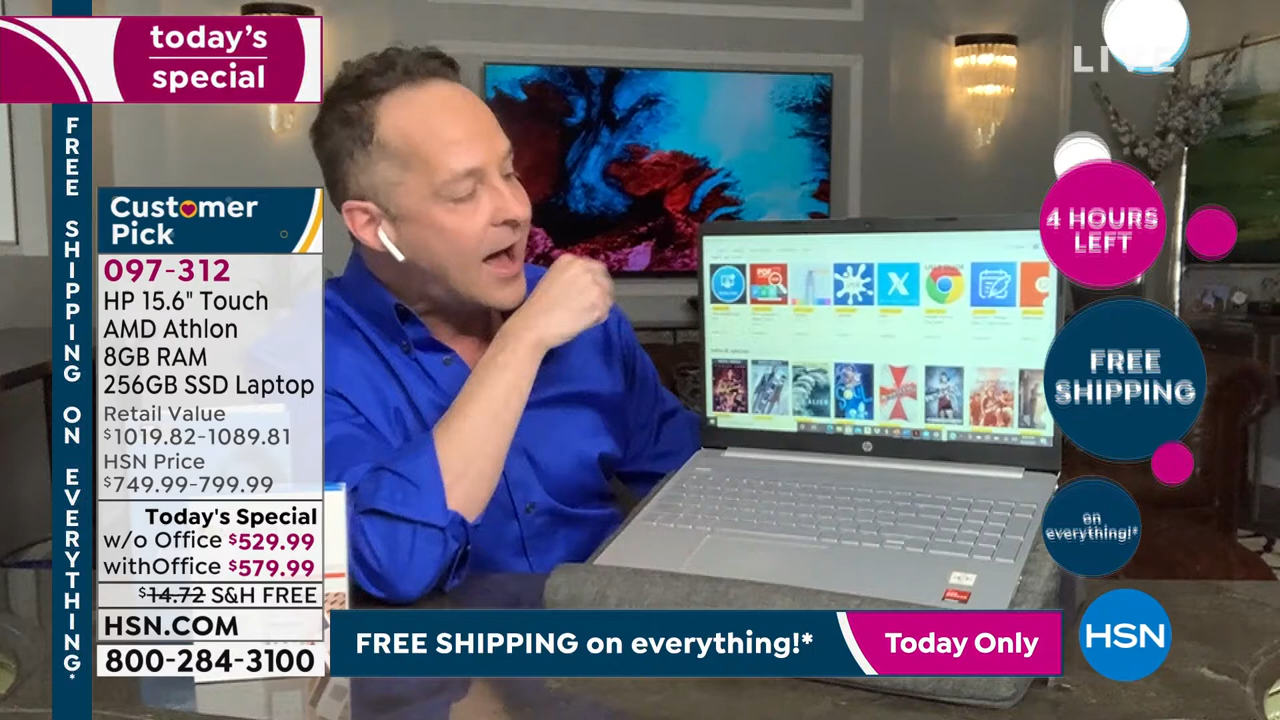 today's
special
FREE SHIPPING ON EVERYTHING!*
Customer
Pick
097-312
HP 15.6" Touch
AMD Athlon
8GB RAM
256GB SSD Laptop
Retail Value
$1019.82-1089.81
HSN Price
$749.99-799.99
Today's Special
w/o Office $529.99
withOffice $579.99
$14.72 S&H FREE
HSN.COM
800-284-3100
LIVE
4 HOURS
LEFT
FREE
SHIPPING
on
everything!*
PDF
hp
FREE SHIPPING on everything!*
Today Only
HSN